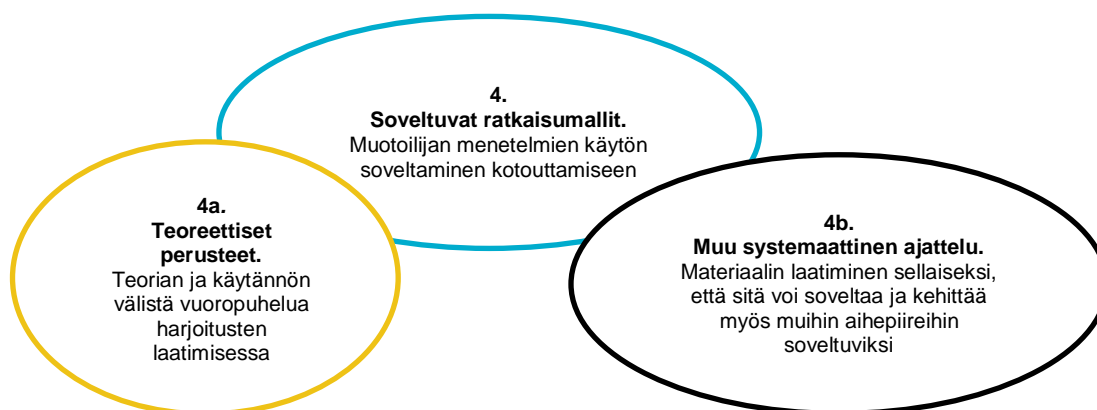 4.
Soveltuvat ratkaisumallit.
Muotoilijan menetelmien käytön
soveltaminen kotouttamiseen
4a.
Teoreettiset
perusteet.
Teorian ja käytännön
välistä vuoropuhelua
harjoitusten
laatimisessa
4b.
Muu systemaattinen ajattelu.
Materiaalin laatiminen sellaiseksi,
että sitä voi soveltaa ja kehittää
myös muihin aihepiireihin
soveltuviksi